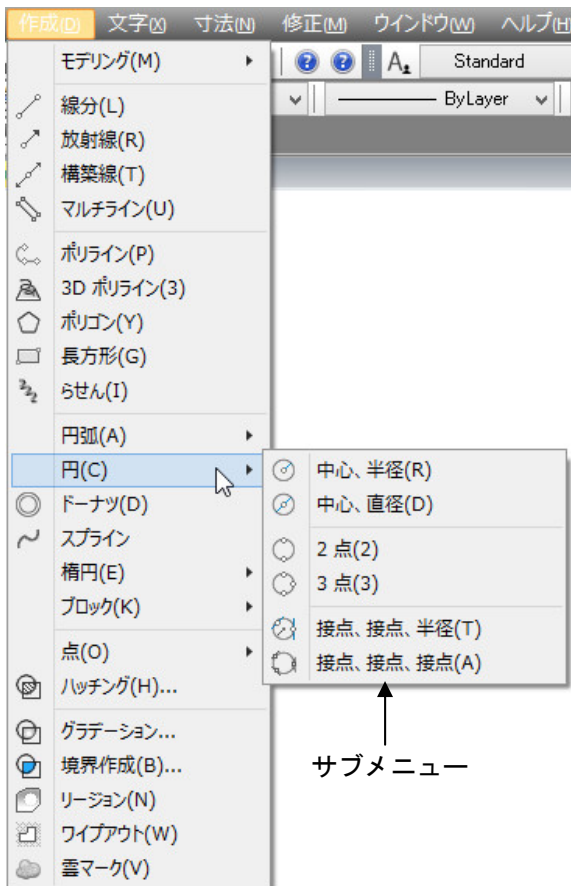 作成(D) 文字(X) 寸法(N) 修正(M) ウインドウ(W) ヘルプ(H
Standard
ByLayer
モデリング(M)
線分(L)
放射線(R)
構築線(T)
マルチライン(U)
ポリライン(P)
3D ポリライン(3)
ポリゴン(Y)
長方形(G)
らせん(I)
円弧(A)
円(C)
ドーナツ(D)
スプライン
楕円(E)
ブロック(K)
点(O)
ハッチング(H)...
グラデーション...
境界作成(B)...
リージョン(N)
ワイプアウト(W)
雲マーク(V)
中心、半径(R)
中心、直径(D)
2 点(2)
3 点(3)
接点、接点、半径(T)
接点、接点、接点(A)
サブメニュー